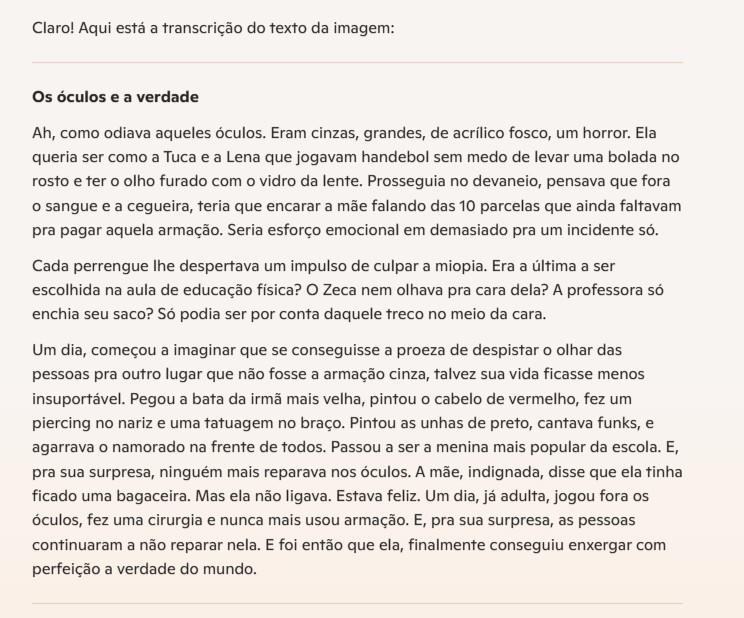 Claro! Aqui está a transcrição do texto da imagem:
Os óculos e a verdade
Ah, como odiava aqueles óculos. Eram cinzas, grandes, de acrílico fosco, um horror. Ela
queria ser como a Tuca e a Lena que jogavam handebol sem medo de levar uma bolada no
rosto e ter o olho furado com o vidro da lente. Prosseguia no devaneio, pensava que fora
o sangue e a cegueira, teria que encarar a mãe falando das 10 parcelas que ainda faltavam
pra pagar aquela armação. Seria esforço emocional em demasiado pra um incidente só.
Cada perrengue lhe despertava um impulso de culpar a miopia. Era a última a ser
escolhida na aula de educação física? O Zeca nem olhava pra cara dela? A professora só
enchia seu saco? Só podia ser por conta daquele treco no meio da cara.
Um dia, começou a imaginar que se conseguisse a proeza de despistar o olhar das
pessoas pra outro lugar que não fosse a armação cinza, talvez sua vida ficasse menos
insuportável. Pegou a bata da irmã mais velha, pintou o cabelo de vermelho, fez um
piercing no nariz e uma tatuagem no braço. Pintou as unhas de preto, cantava funks, e
agarrava o namorado na frente de todos. Passou a ser a menina mais popular da escola. E,
pra sua surpresa, ninguém mais reparava nos óculos. A mãe, indignada, disse que ela tinha
ficado uma bagaceira. Mas ela não ligava. Estava feliz. Um dia, já adulta, jogou fora os
óculos, fez uma cirurgia e nunca mais usou armação. E, pra sua surpresa, as pessoas
continuaram a não reparar nela. E foi então que ela, finalmente conseguiu enxergar com
perfeição a verdade do mundo.